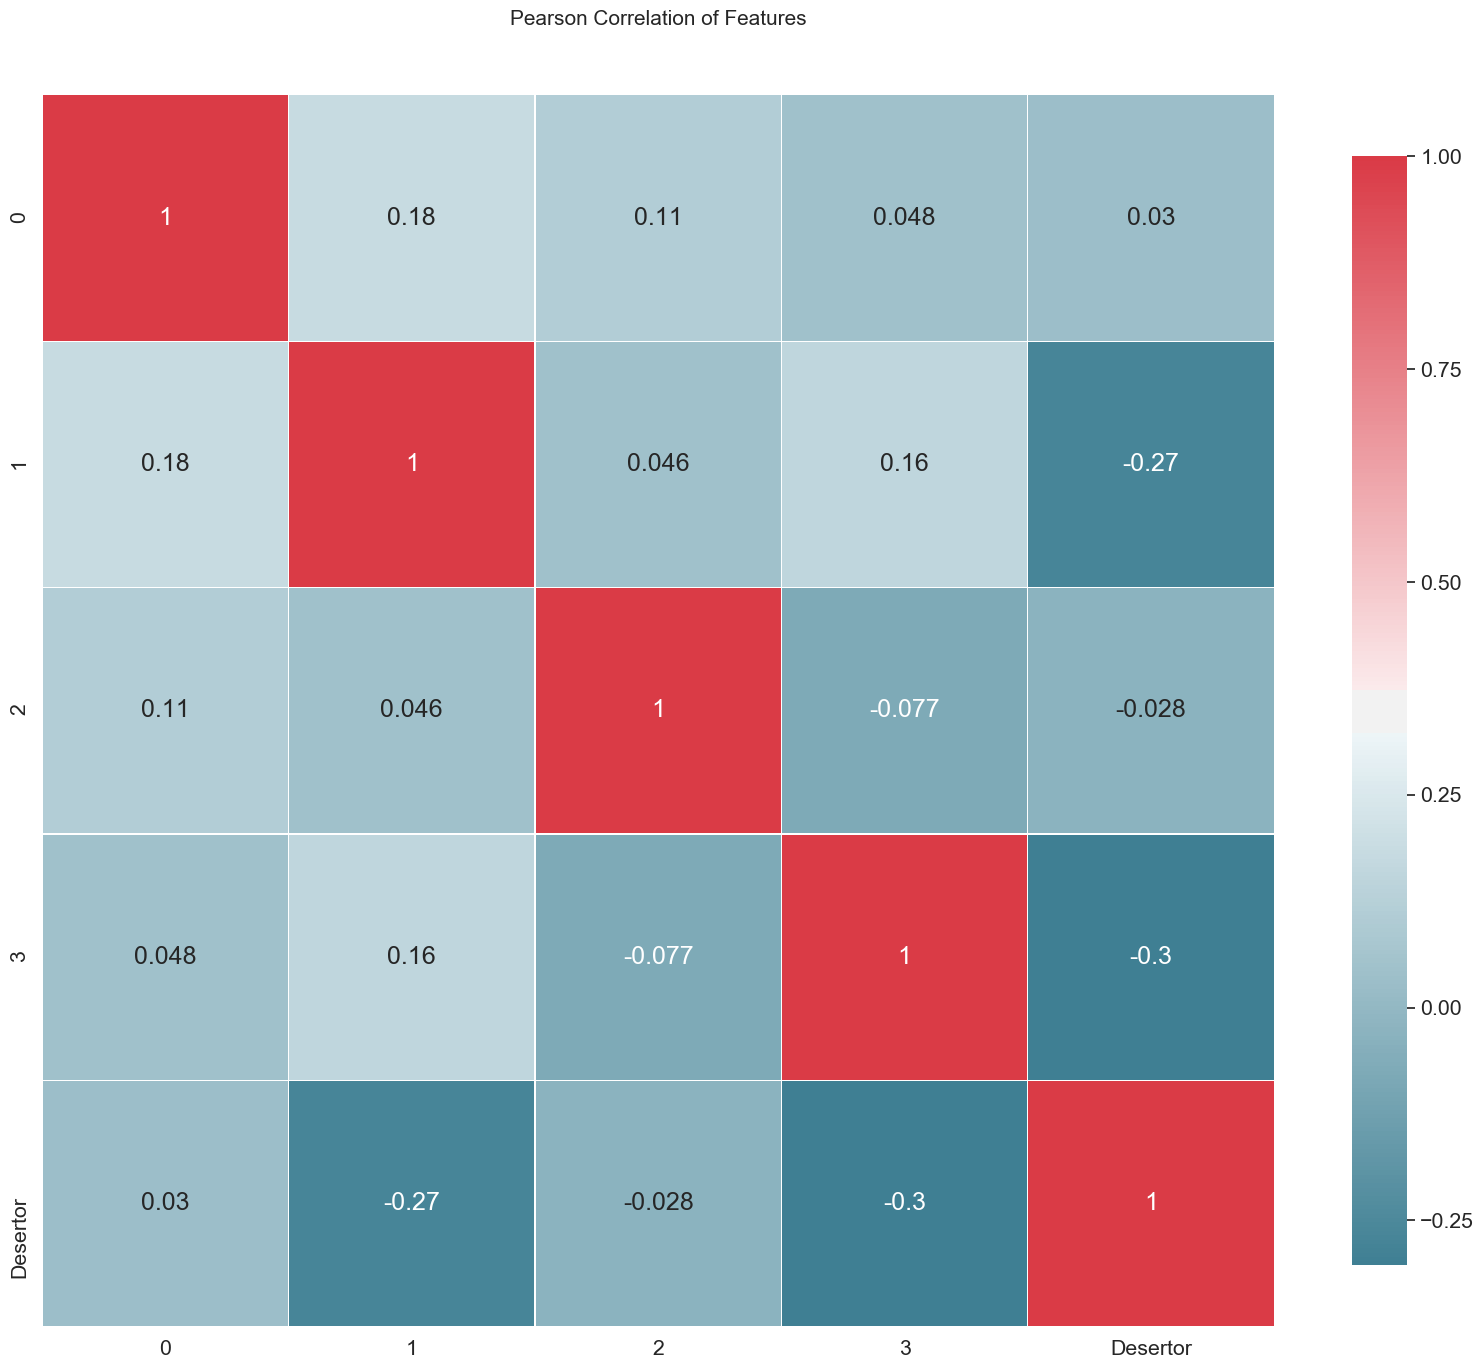 Pearson Correlation of Features
0 1 0.18 0.11 0.048 0.03
1 0.18 1 0.046 0.16 -0.27
2 0.11 0.046 1 -0.077 -0.028
3 0.048 0.16 -0.077 1 -0.3
Desertor 0.03 -0.27 -0.028 -0.3 1
0 1 2 3 Desertor
1.00
0.75
0.50
0.25
0.00
−0.25